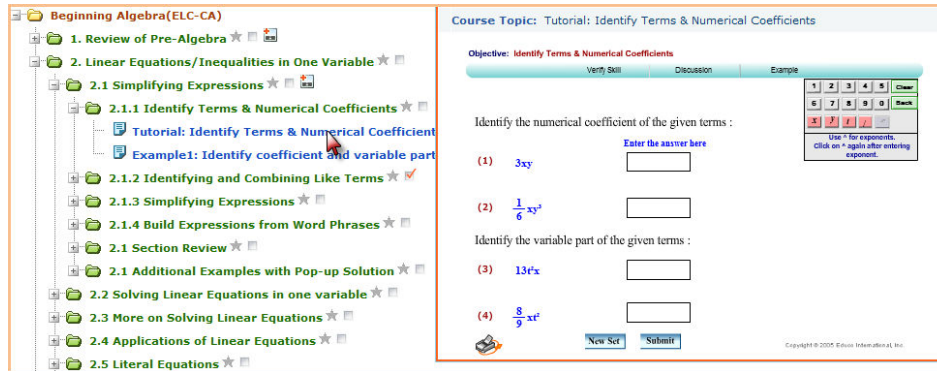 Beginning Algebra(ELC-CA)
1. Review of Pre-Algebra
2. Linear Equations/Inequalities in One Variable
2.1 Simplifying Expressions
2.1.1 Identify Terms & Numerical Coefficients
Tutorial: Identify Terms & Numerical Coefficient
Example1: Identify coefficient and variable part
2.1.2 Identifying and Combining Like Terms
2.1.3 Simplifying Expressions
2.1.4 Build Expressions from Word Phrases
2.1 Section Review
2.1 Additional Examples with Pop-up Solution
2.2 Solving Linear Equations in one variable
2.3 More on Solving Linear Equations
2.4 Applications of Linear Equations
2.5 Literal Equations
Course Topic: Tutorial: Identify Terms & Numerical Coefficients
Objective: Identify Terms & Numerical Coefficients
Verify Skill Discussion Example
1 2 3 4 5 Clear
6 7 8 9 0 Back
x y t /
Use ^ for exponents.
Click on ^ again after entering
exponent.
Identify the numerical coefficient of the given terms :
Enter the answer here
(1) 3xy
(2) 1/6 xy³
Identify the variable part of the given terms :
(3) 13t²x
(4) 8/9 xt²
New Set Submit
Copyright © 2005 Educo International, Inc.